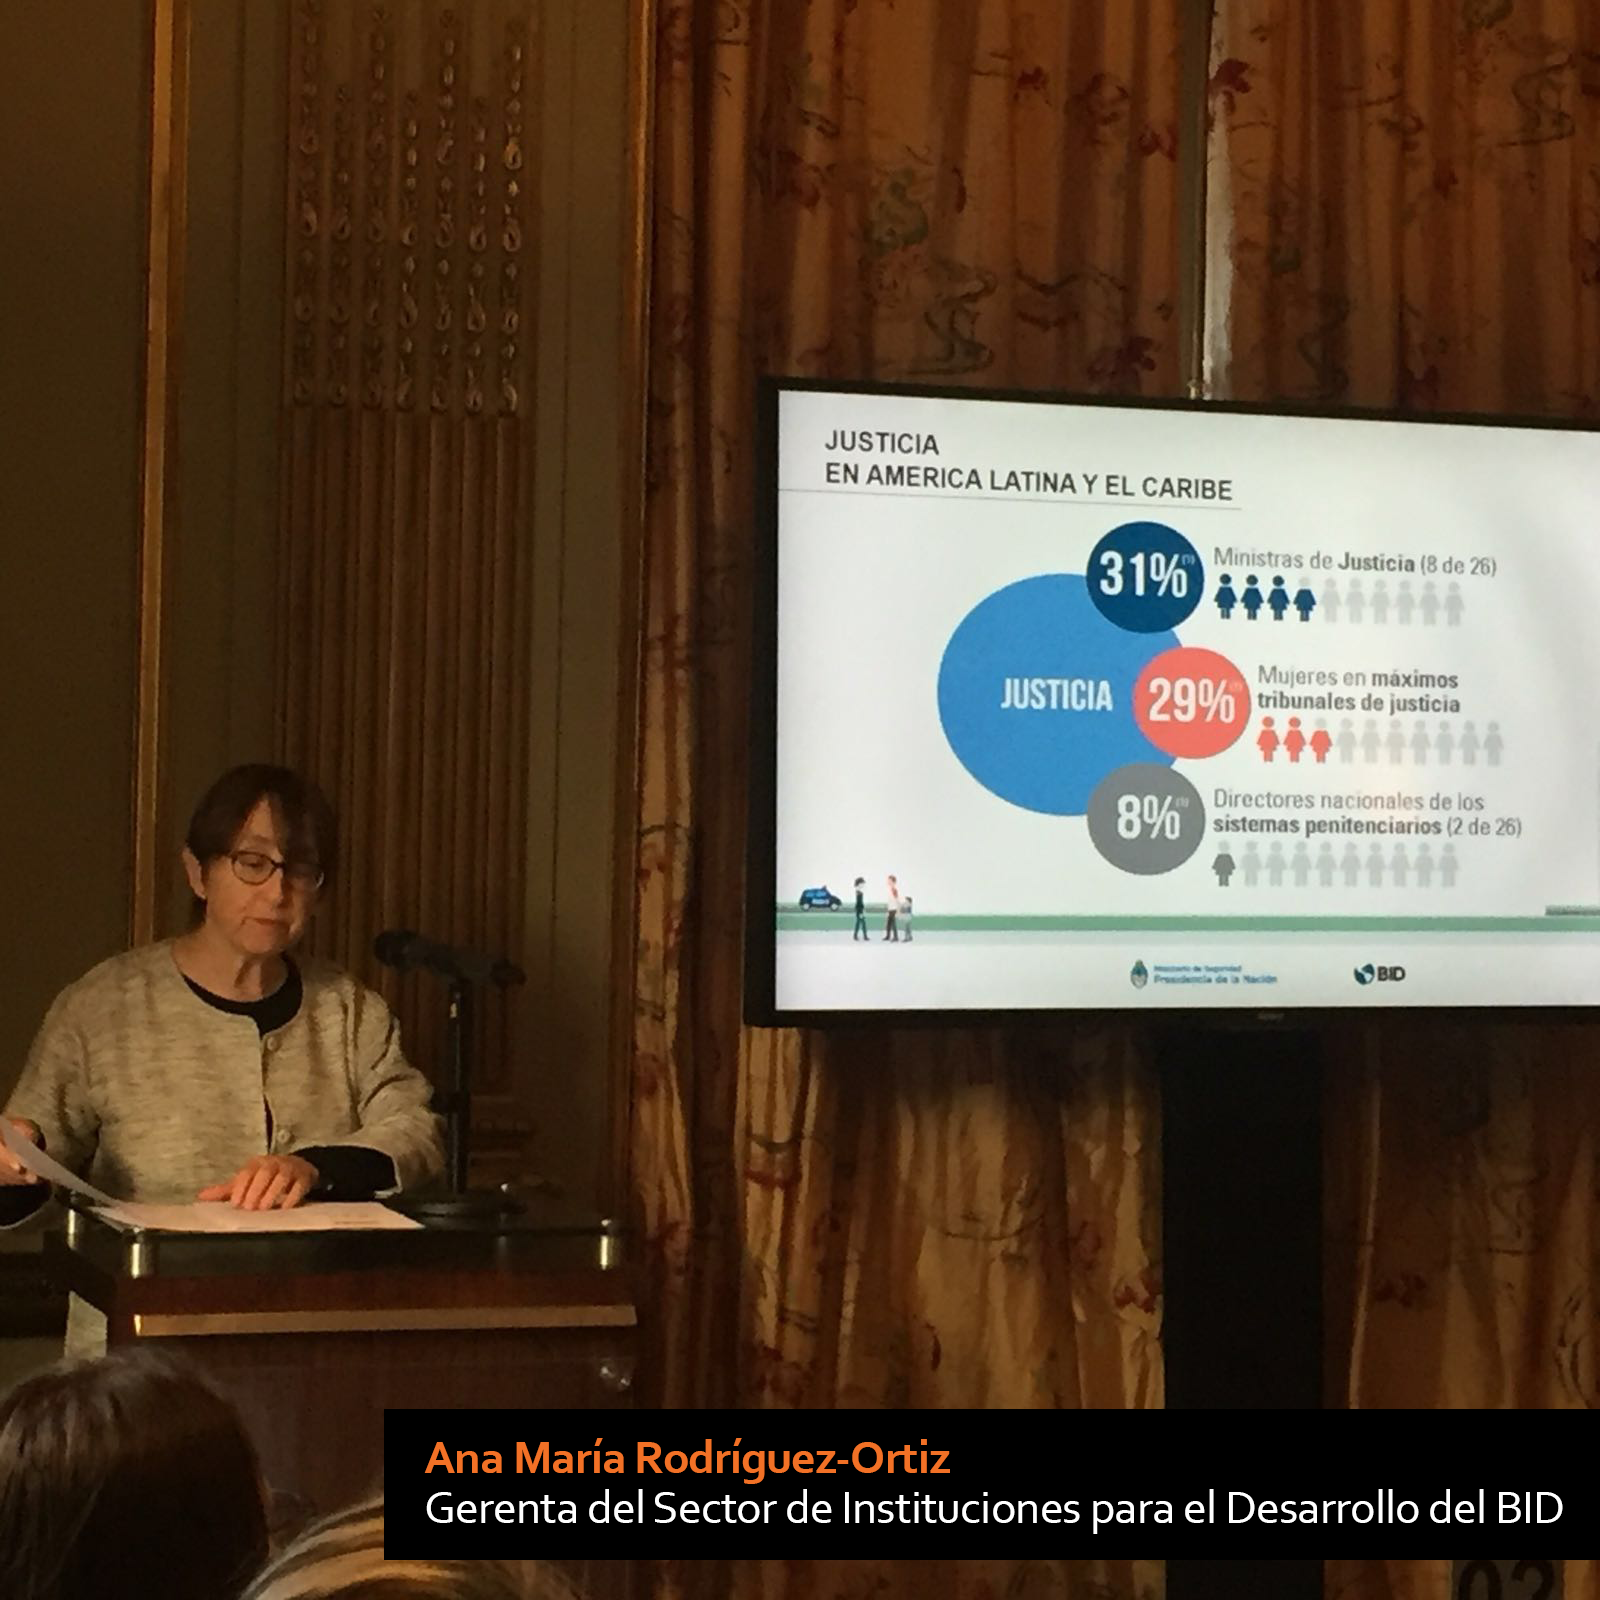 JUSTICIA
EN AMERICA LATINA Y EL CARIBE
31%
Ministras de Justicia (8 de 26)
JUSTICIA
29%
Mujeres en máximos
tribunales de justicia
8%
Directores nacionales de los
sistemas penitenciarios (2 de 26)
Ministerio de Seguridad
Presidencia de la Nación
BID
Ana María Rodríguez-Ortiz
Gerenta del Sector de Instituciones para el Desarrollo del BID
02